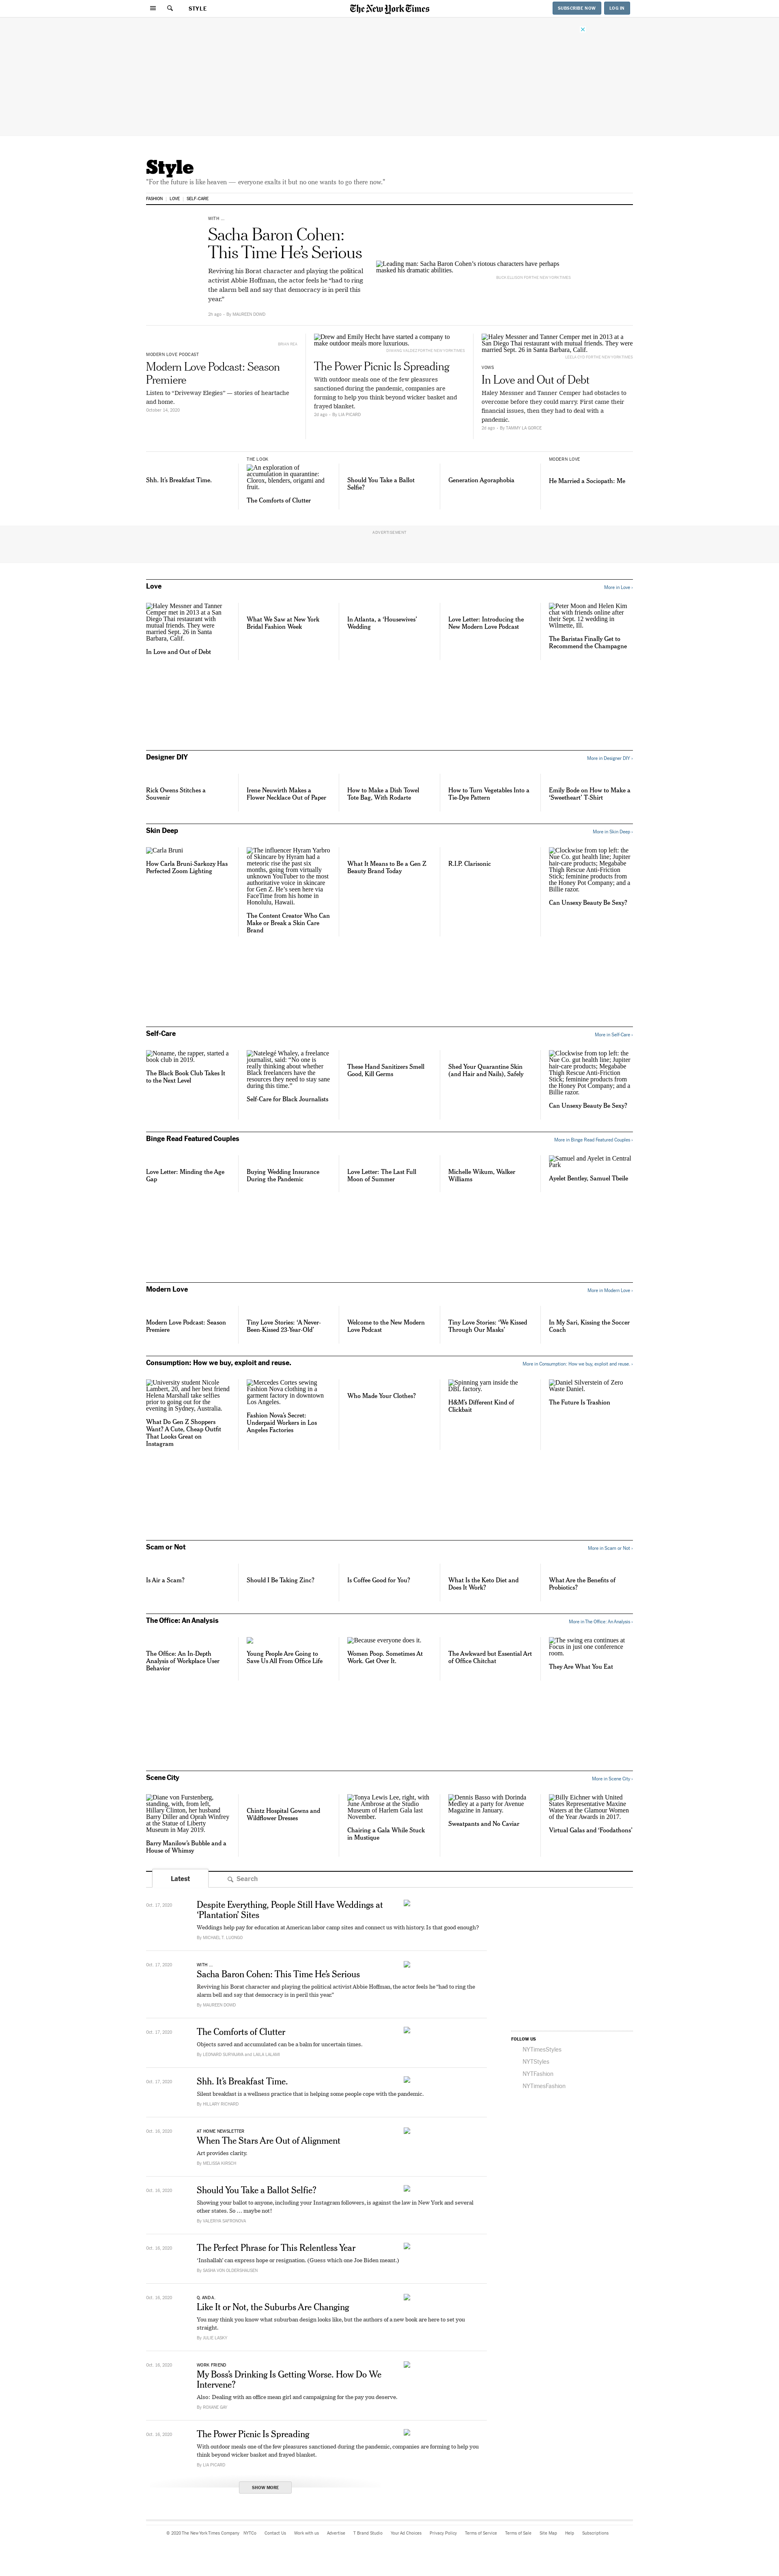 STYLE
The New York Times
SUBSCRIBE NOW
LOG IN
Style
"For the future is like heaven — everyone exalts it but no one wants to go there now."
FASHION
LOVE
SELF-CARE
WITH ...
Sacha Baron Cohen:
This Time He's Serious
Reviving his Borat character and playing the political
activist Abbie Hoffman, the actor feels he "had to ring
the alarm bell and say that democracy is in peril this
year."
2h ago · By MAUREEN DOWD
Leading man: Sacha Baron Cohen's riotous characters have perhaps
masked his dramatic abilities.
BUCK ELLISON FOR THE NEW YORK TIMES
BRIAN REA
MODERN LOVE PODCAST
Modern Love Podcast: Season
Premiere
Listen to "Driveway Elegies" — stories of heartache
and home.
October 14, 2020
Drew and Emily Hecht have started a company to
make outdoor meals more luxurious.
The Power Picnic Is Spreading
With outdoor meals one of the few pleasures
sanctioned during the pandemic, companies are
forming to help you think beyond wicker basket and
frayed blanket.
2d ago · By LIA PICARD
Haley Messner and Tanner Cemper met in 2013 at a
San Diego Thai restaurant with mutual friends. They were
married Sept. 26 in Santa Barbara, Calif.
VOWS
In Love and Out of Debt
Haley Messner and Tanner Cemper had obstacles to
overcome before they could marry. First came their
financial issues, then they had to deal with a
pandemic.
2d ago · By TAMMY LA GORCE
Shh. It's Breakfast Time.
THE LOOK
An exploration of
accumulation in quarantine:
Clorox, blenders, origami and
fruit.
The Comforts of Clutter
Should You Take a Ballot
Selfie?
Generation Agoraphobia
MODERN LOVE
He Married a Sociopath: Me
ADVERTISEMENT
Love
More in Love ›
Haley Messner and Tanner
Cemper met in 2013 at a San
Diego Thai restaurant with
mutual friends. They were
married Sept. 26 in Santa
Barbara, Calif.
In Love and Out of Debt
What We Saw at New York
Bridal Fashion Week
In Atlanta, a 'Housewives'
Wedding
Love Letter: Introducing the
New Modern Love Podcast
Peter Moon and Helen Kim
chat with friends online after
their Sept. 12 wedding in
Wilmette, Ill.
The Baristas Finally Get to
Recommend the Champagne
Designer DIY
More in Designer DIY ›
Rick Owens Stitches a
Souvenir
Irene Neuwirth Makes a
Flower Necklace Out of Paper
How to Make a Dish Towel
Tote Bag, With Rodarte
How to Turn Vegetables Into a
Tie-Dye Pattern
Emily Bode on How to Make a
'Sweetheart' T-Shirt
Skin Deep
More in Skin Deep ›
Carla Bruni
How Carla Bruni-Sarkozy Has
Perfected Zoom Lighting
The influencer Hyram Yarbro
of Skincare by Hyram had a
meteoric rise the past six
months, going from virtually
unknown YouTuber to the most
authoritative voice in skincare
for Gen Z. He's seen here via
FaceTime from his home in
Honolulu, Hawaii.
The Content Creator Who Can
Make or Break a Skin Care
Brand
What It Means to Be a Gen Z
Beauty Brand Today
R.I.P. Clarisonic
Clockwise from top left: the
Nue Co. gut health line; Jupiter
hair-care products; Megababe
Thigh Rescue Anti-Friction
Stick; feminine products from
the Honey Pot Company; and a
Billie razor.
Can Unsexy Beauty Be Sexy?
Self-Care
More in Self-Care ›
Noname, the rapper, started a
book club in 2019.
The Black Book Club Takes It
to the Next Level
Natelegé Whaley, a freelance
journalist, said: "No one is
really thinking about whether
Black freelancers have the
resources they need to stay sane
during this time."
Self-Care for Black Journalists
These Hand Sanitizers Smell
Good, Kill Germs
Shed Your Quarantine Skin
(and Hair and Nails), Safely
Clockwise from top left: the
Nue Co. gut health line; Jupiter
hair-care products; Megababe
Thigh Rescue Anti-Friction
Stick; feminine products from
the Honey Pot Company; and a
Billie razor.
Can Unsexy Beauty Be Sexy?
Binge Read Featured Couples
More in Binge Read Featured Couples ›
Love Letter: Minding the Age
Gap
Buying Wedding Insurance
During the Pandemic
Love Letter: The Last Full
Moon of Summer
Michelle Wikum, Walker
Williams
Samuel and Ayelet in Central
Park
Ayelet Bentley, Samuel Theile
Modern Love
More in Modern Love ›
Modern Love Podcast: Season
Premiere
Tiny Love Stories: 'A Never-
Been-Kissed 23-Year-Old'
Welcome to the New Modern
Love Podcast
Tiny Love Stories: 'We Kissed
Through Our Masks'
In My Sari, Kissing the Soccer
Coach
Consumption: How we buy, exploit and reuse.
More in Consumption: How we buy, exploit and reuse. ›
University student Nicole
Lambert, 20, and her best friend
Helena Marshall take selfies
prior to going out for the
evening in Sydney, Australia.
What Do Gen Z Shoppers
Want? A Cute, Cheap Outfit
That Looks Great on
Instagram
Mercedes Cortes sewing
Fashion Nova clothing in a
garment factory in downtown
Los Angeles.
Fashion Nova's Secret:
Underpaid Workers in Los
Angeles Factories
Who Made Your Clothes?
Spinning yarn inside the
DBL factory.
H&M's Different Kind of
Clickbait
Daniel Silverstein of Zero
Waste Daniel.
The Future Is Trashion
Scam or Not
More in Scam or Not ›
Is Air a Scam?
Should I Be Taking Zinc?
Is Coffee Good for You?
What Is the Keto Diet and
Does It Work?
What Are the Benefits of
Probiotics?
The Office: An Analysis
More in The Office: An Analysis ›
The Office: An In-Depth
Analysis of Workplace User
Behavior
Young People Are Going to
Save Us All From Office Life
Because everyone does it.
Women Poop. Sometimes At
Work. Get Over It.
The Awkward but Essential Art
of Office Chitchat
The swing era continues at
Focus in just one conference
room.
They Are What You Eat
Scene City
More in Scene City ›
Diane von Furstenberg,
standing, with, from left,
Hillary Clinton, her husband
Barry Diller and Oprah Winfrey
at the Statue of Liberty
Museum in May 2019.
Barry Manilow's Bubble and a
House of Whimsy
Chintz Hospital Gowns and
Wildflower Dresses
Tonya Lewis Lee, right, with
June Ambrose at the Studio
Museum of Harlem Gala last
November.
Chairing a Gala While Stuck
in Mustique
Dennis Basso with Dorinda
Medley at a party for Avenue
Magazine in January.
Sweatpants and No Caviar
Billy Eichner with United
States Representative Maxine
Waters at the Glamour Women
of the Year Awards in 2017.
Virtual Galas and 'Foodathons'
Latest
Search
Oct. 17, 2020
Despite Everything, People Still Have Weddings at
'Plantation' Sites
Weddings help pay for education at American labor camp sites and connect us with history. Is that good enough?
By MICHAEL T. LUONGO
Oct. 17, 2020
WITH ...
Sacha Baron Cohen: This Time He's Serious
Reviving his Borat character and playing the political activist Abbie Hoffman, the actor feels he "had to ring the
alarm bell and say that democracy is in peril this year."
By MAUREEN DOWD
Oct. 17, 2020
The Comforts of Clutter
Objects saved and accumulated can be a balm for uncertain times.
By LEONARD SURYAJAYA and LAILA LALAMI
Oct. 17, 2020
Shh. It's Breakfast Time.
Silent breakfast is a wellness practice that is helping some people cope with the pandemic.
By HILLARY RICHARD
Oct. 16, 2020
AT HOME NEWSLETTER
When The Stars Are Out of Alignment
Art provides clarity.
By MELISSA KIRSCH
Oct. 16, 2020
Should You Take a Ballot Selfie?
Showing your ballot to anyone, including your Instagram followers, is against the law in New York and several
other states. So … maybe not!
By VALERIYA SAFRONOVA
Oct. 16, 2020
The Perfect Phrase for This Relentless Year
'Inshallah' can express hope or resignation. (Guess which one Joe Biden meant.)
By SASHA VON OLDERSHAUSEN
Oct. 16, 2020
Q. AND A.
Like It or Not, the Suburbs Are Changing
You may think you know what suburban design looks like, but the authors of a new book are here to set you
straight.
By JULIE LASKY
Oct. 16, 2020
WORK FRIEND
My Boss's Drinking Is Getting Worse. How Do We
Intervene?
Also: Dealing with an office mean girl and campaigning for the pay you deserve.
By ROXANE GAY
Oct. 16, 2020
The Power Picnic Is Spreading
With outdoor meals one of the few pleasures sanctioned during the pandemic, companies are forming to help you
think beyond wicker basket and frayed blanket.
By LIA PICARD
SHOW MORE
FOLLOW US
NYTimesStyles
NYTStyles
NYTFashion
NYTimesFashion
© 2020 The New York Times Company
NYTCo
Contact Us
Work with us
Advertise
T Brand Studio
Your Ad Choices
Privacy Policy
Terms of Service
Terms of Sale
Site Map
Help
Subscriptions